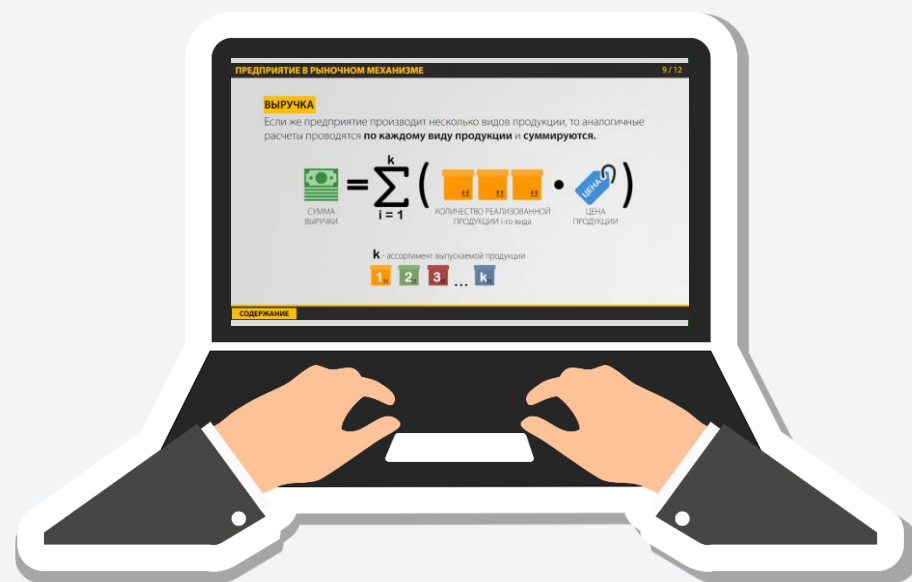 ПРЕДПРИЯТИЕ В РЫНОЧНОМ МЕХАНИЗМЕ
9 / 12
ВЫРУЧКА
Если же предприятие производит несколько видов продукции, то аналогичные
расчеты проводятся по каждому виду продукции и суммируются.
k
= Σ ( • ЦЕНА )
i = 1
СУММА
ВЫРУЧКИ
КОЛИЧЕСТВО РЕАЛИЗОВАННОЙ
ПРОДУКЦИИ i-го вида
ЦЕНА
ПРОДУКЦИИ
k - ассортимент выпускаемой продукции
1 2 3 ... k
СОДЕРЖАНИЕ